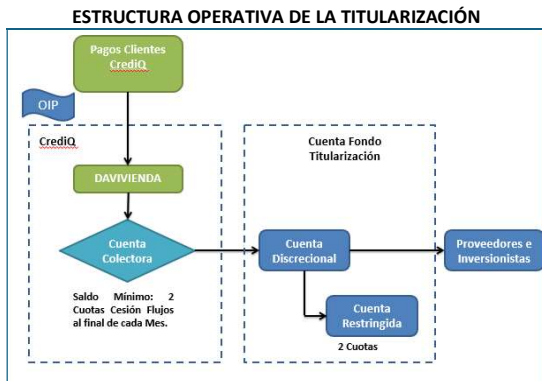 ESTRUCTURA OPERATIVA DE LA TITULARIZACIÓN
Pagos Clientes
CrediQ
OIP
CrediQ
Cuenta Fondo
Titularización
DAVIVIENDA
Cuenta
Colectora
Cuenta
Discrecional
Proveedores e
Inversionistas
Saldo Mínimo: 2
Cuotas Cesión Flujos
al final de cada Mes.
Cuenta
Restringida
2 Cuotas